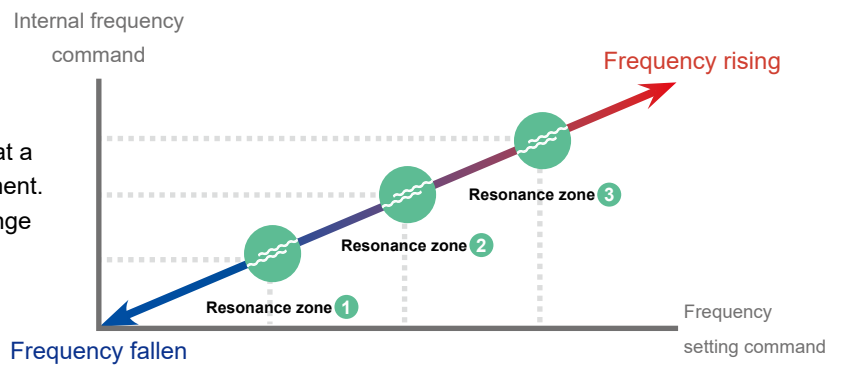 Internal frequency
command
Frequency rising
at a
Resonance zone 3
Resonance zone 2
Resonance zone 1
Frequency
setting command
Frequency fallen